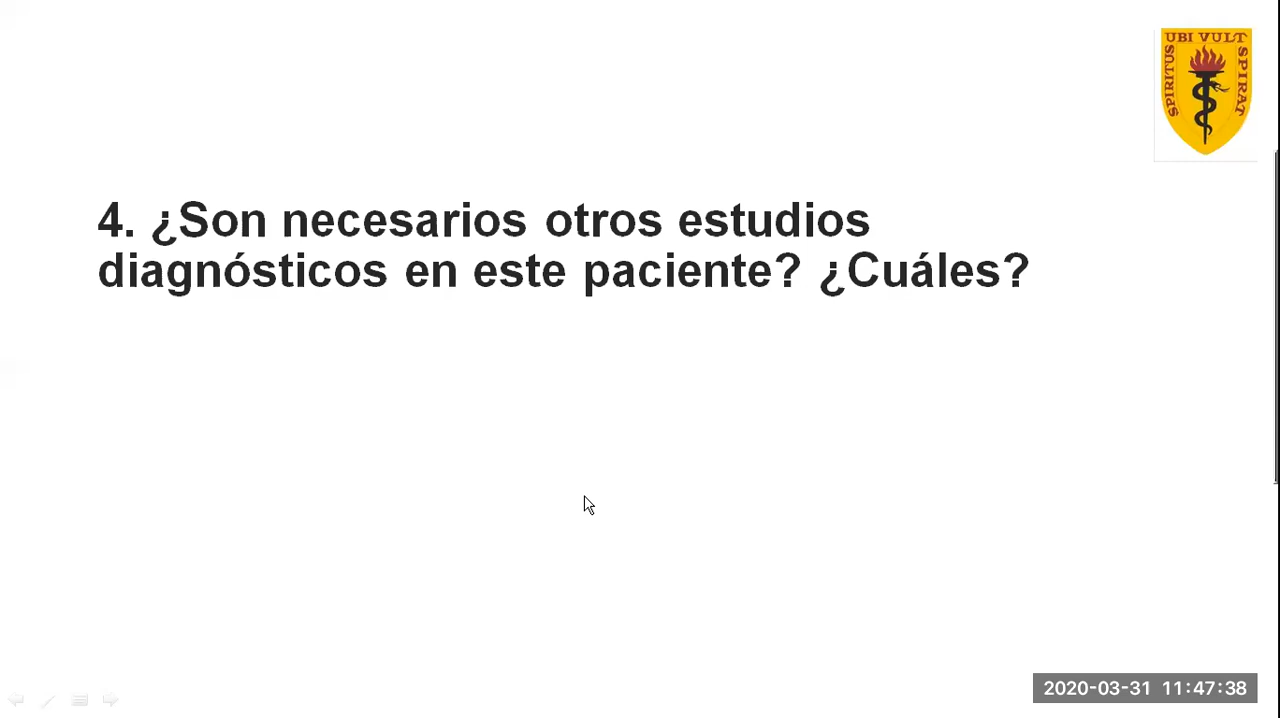 SPIRITUS UBI VULT SPIRAT
4. ¿Son necesarios otros estudios
diagnósticos en este paciente? ¿Cuáles?
2020-03-31 11:47:38